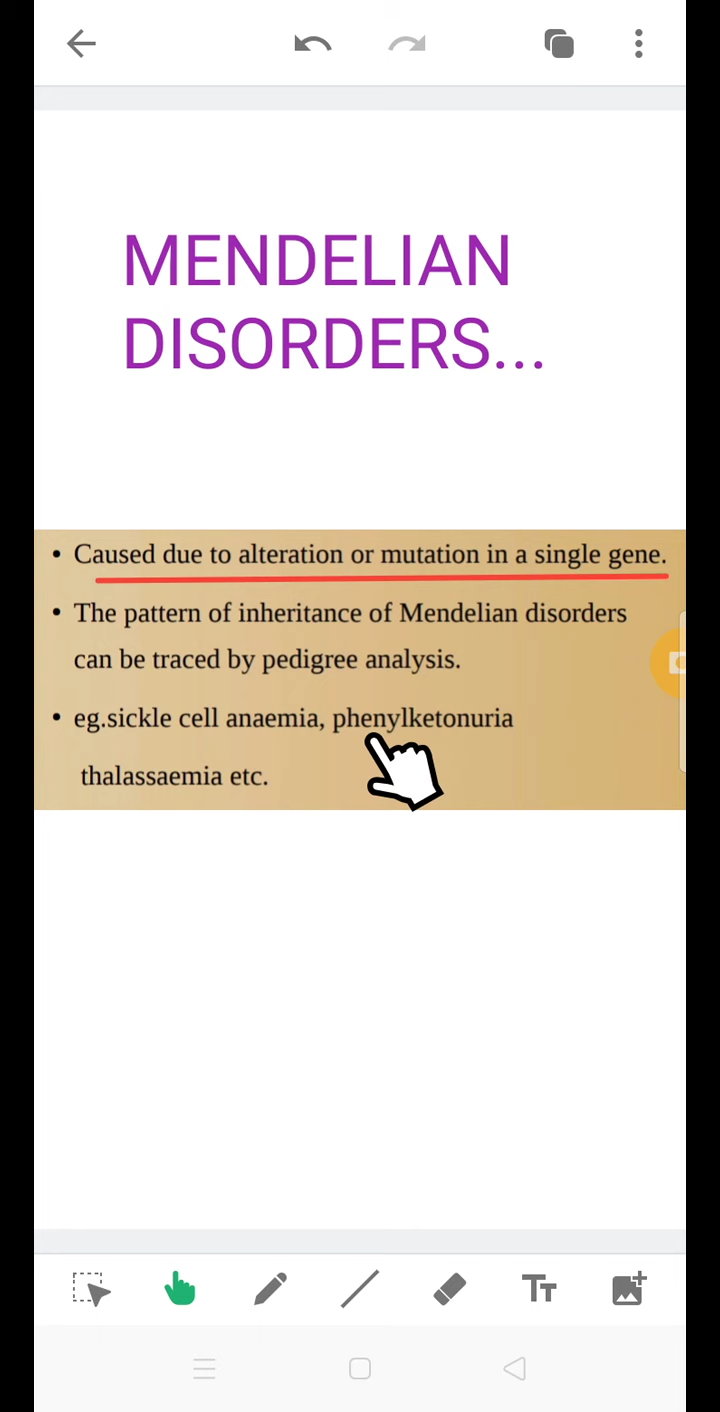 MENDELIAN
DISORDERS...
• Caused due to alteration or mutation in a single gene.
• The pattern of inheritance of Mendelian disorders
can be traced by pedigree analysis.
• eg.sickle cell anaemia, phenylketonuria
thalassaemia etc.
Tт